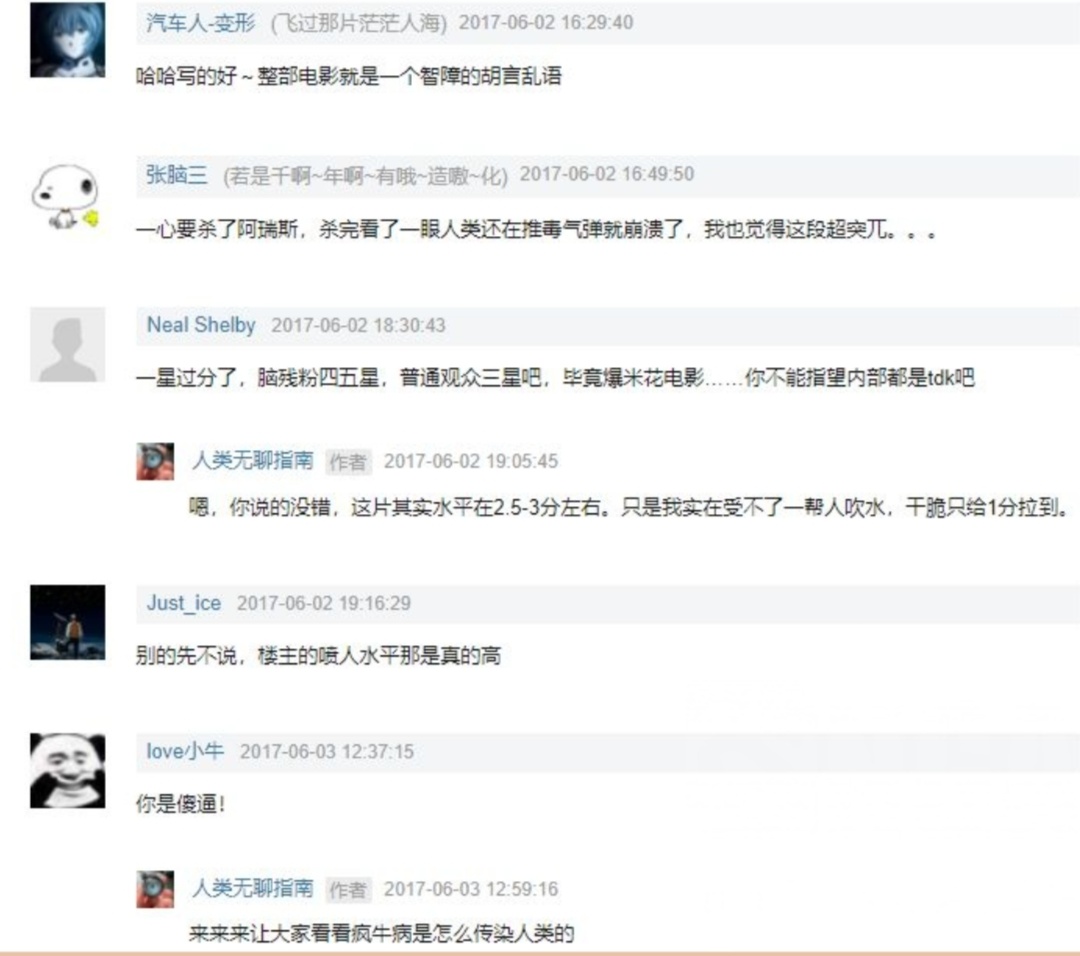 汽车人-变形 (飞过那片茫茫人海) 2017-06-02 16:29:40
哈哈写的好~整部电影就是一个智障的胡言乱语
张脑三 (若是千啊~年啊~有哦~造嗷~化) 2017-06-02 16:49:50
一心要杀了阿瑞斯，杀完看了一眼人类还在推毒气弹就崩溃了，我也觉得这段超突兀。。。
Neal Shelby 2017-06-02 18:30:43
一星过分了，脑残粉四五星，普通观众三星吧，毕竟爆米花电影……你不能指望内部都是tdk吧
人类无聊指南 作者 2017-06-02 19:05:45
嗯，你说的没错，这片其实水平在2.5-3分左右。只是我实在受不了一帮人吹水，干脆只给1分拉到。
Just_ice 2017-06-02 19:16:29
别的先不说，楼主的喷人水平那是真的高
love小牛 2017-06-03 12:37:15
你是傻逼！
人类无聊指南 作者 2017-06-03 12:59:16
来来来让大家看看疯牛病是怎么传染人类的